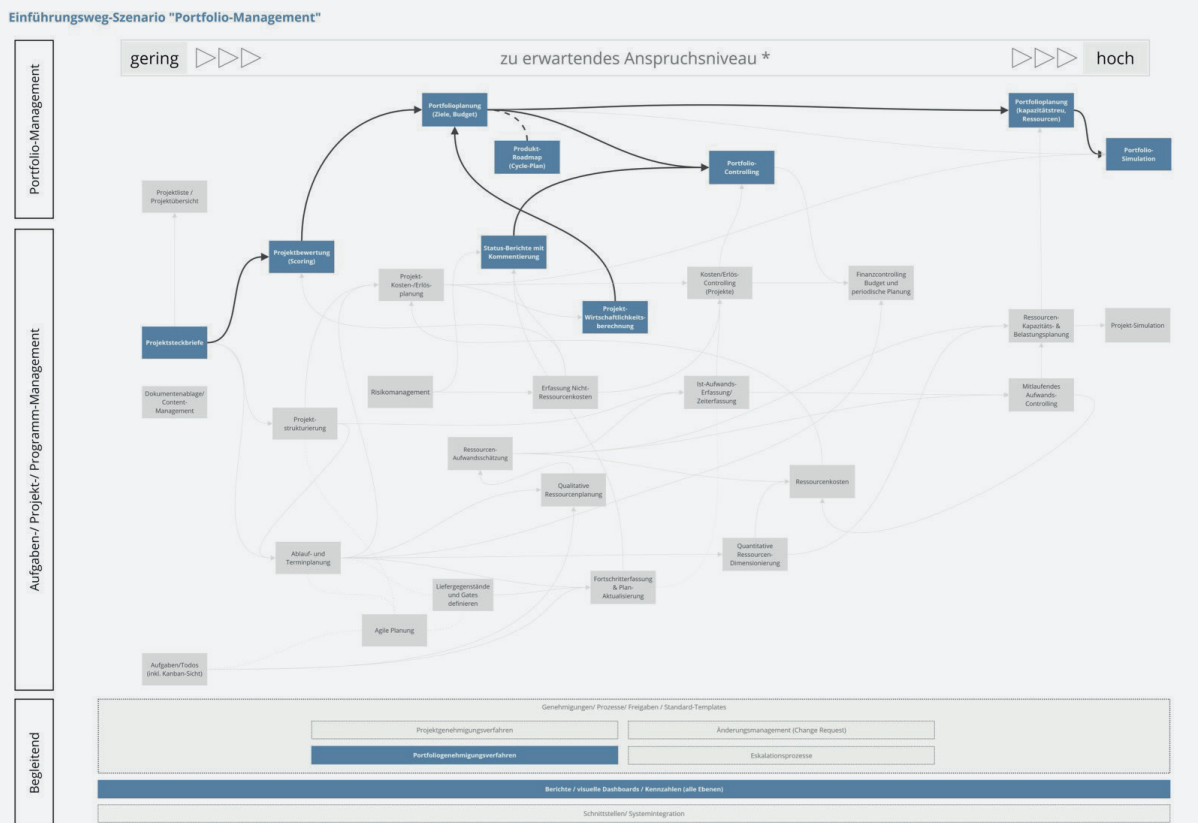 Einführungsweg-Szenario "Portfolio-Management"
Portfolio-Management
gering
zu erwartendes Anspruchsniveau *
hoch
Portfolioplanung
(Ziele, Budget)
Portfolioplanung
(kapazitätstreu,
Ressourcen)
Produkt-
Roadmap
(Cycle-Plan)
Portfolio-
Controlling
Portfolio-
Simulation
Projektliste /
Projektübersicht
Aufgaben-/ Projekt-/ Programm-Management
Projektbewertung
(Scoring)
Status-Berichte mit
Kommentierung
Projekt-
Kosten-/Erlös-
planung
Kosten/Erlös-
Controlling
(Projekte)
Finanzcontrolling
Budget und
periodische Planung
Projekt-
Wirtschaftlichkeits-
berechnung
Ressourcen-
Kapazitäts- &
Belastungsplanung
Projekt-Simulation
Projektsteckbriefe
Dokumentenablage/
Content-
Management
Risikomanagement
Erfassung Nicht-
Ressourcenkosten
Ist-Aufwands-
Erfassung/
Zeiterfassung
Mitlaufendes
Aufwands-
Controlling
Projekt-
strukturierung
Ressourcen-
Aufwandsschätzung
Qualitative
Ressourcenplanung
Ressourcenkosten
Ablauf- und
Terminplanung
Quantitative
Ressourcen-
Dimensionierung
Liefergegenstände
und Gates
definieren
Fortschritterfassung
& Plan-
Aktualisierung
Agile Planung
Aufgaben/Todos
(inkl. Kanban-Sicht)
Begleitend
Genehmigungen/ Prozesse/ Freigaben / Standard-Templates
Projektgenehmigungsverfahren
Änderungsmanagement (Change Request)
Portfoliogenehmigungsverfahren
Eskalationsprozesse
Berichte / visuelle Dashboards / Kennzahlen (alle Ebenen)
Schnittstellen/ Systemintegration